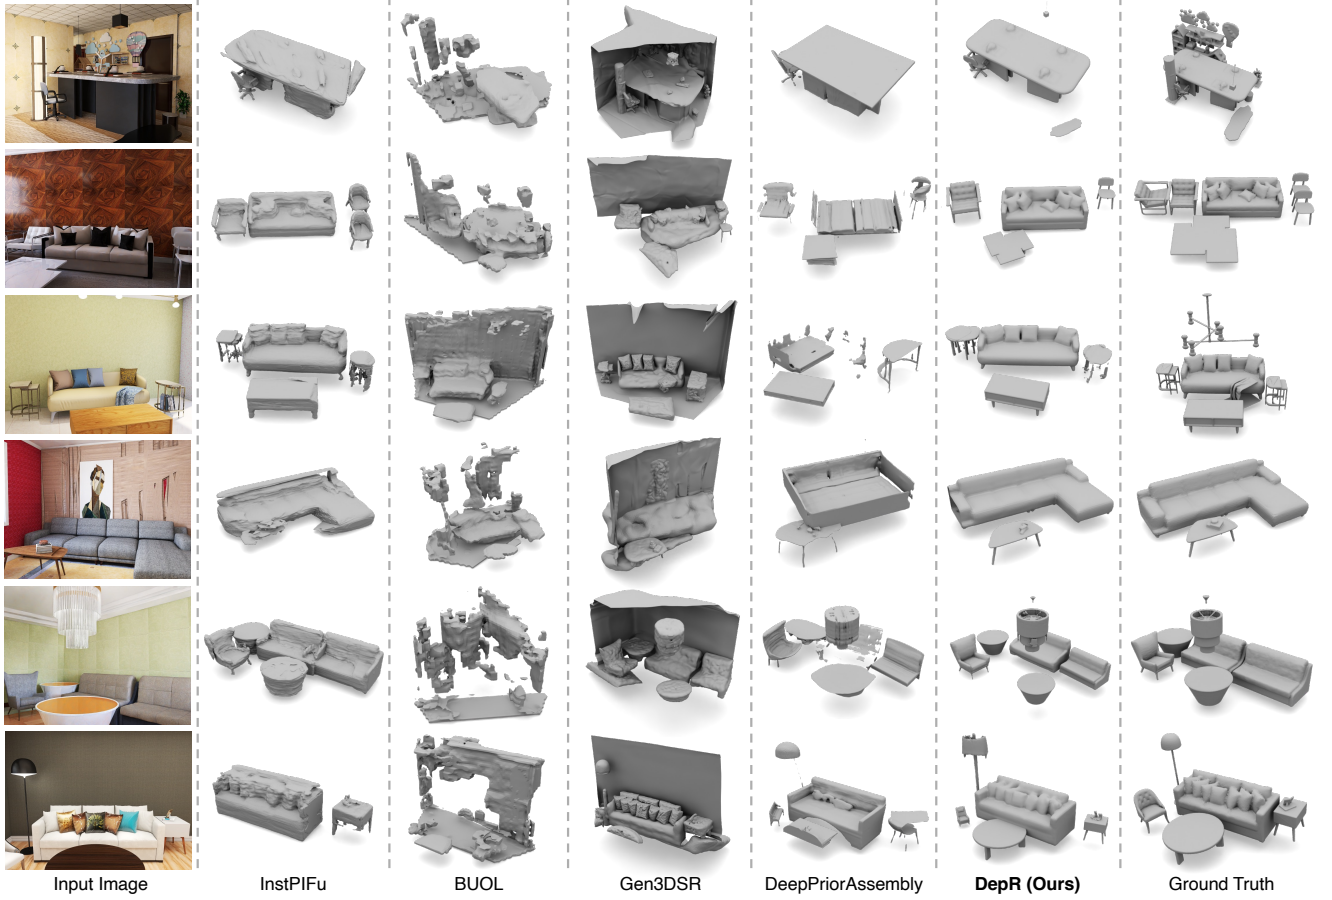 Input Image
InstPIFu
BUOL
Gen3DSR
DeepPriorAssembly
DepR (Ours)
Ground Truth